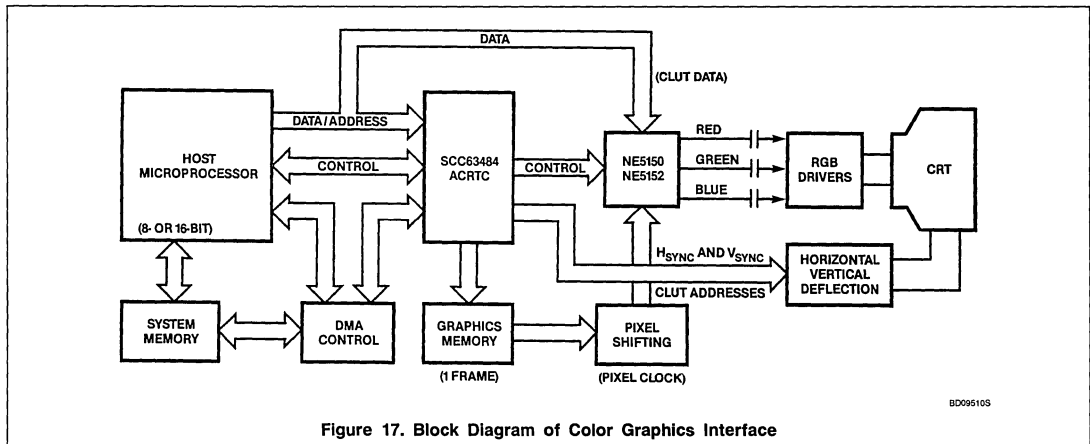 DATA
(CLUT DATA)
HOST
MICROPROCESSOR
(8- OR 16-BIT)
DATA/ADDRESS
CONTROL
SCC63484
ACRTC
CONTROL
NE5150
NE5152
RED
GREEN
BLUE
RGB
DRIVERS
CRT
HSYNC AND VSYNC
CLUT ADDRESSES
HORIZONTAL
VERTICAL
DEFLECTION
SYSTEM
MEMORY
DMA
CONTROL
GRAPHICS
MEMORY
(1 FRAME)
PIXEL
SHIFTING
(PIXEL CLOCK)
BD09510S
Figure 17. Block Diagram of Color Graphics Interface